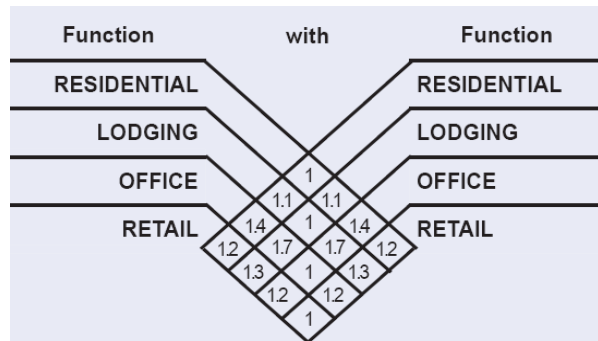 Function with Function
RESIDENTIAL RESIDENTIAL
LODGING LODGING
1
OFFICE OFFICE
1.1 1.1
1.4 1 1.4
RETAIL RETAIL
1.2 1.7 1.7 1.2
1.3 1 1.3
1.2 1.2
1